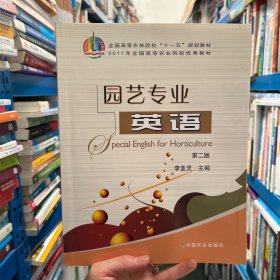 全国高等农林院校“十一五”规划教材
2011年全国高等农业院校优秀教材
园艺专业
英语
Special English for Horticulture
第二版
李亚灵 主编
中国农业出版社